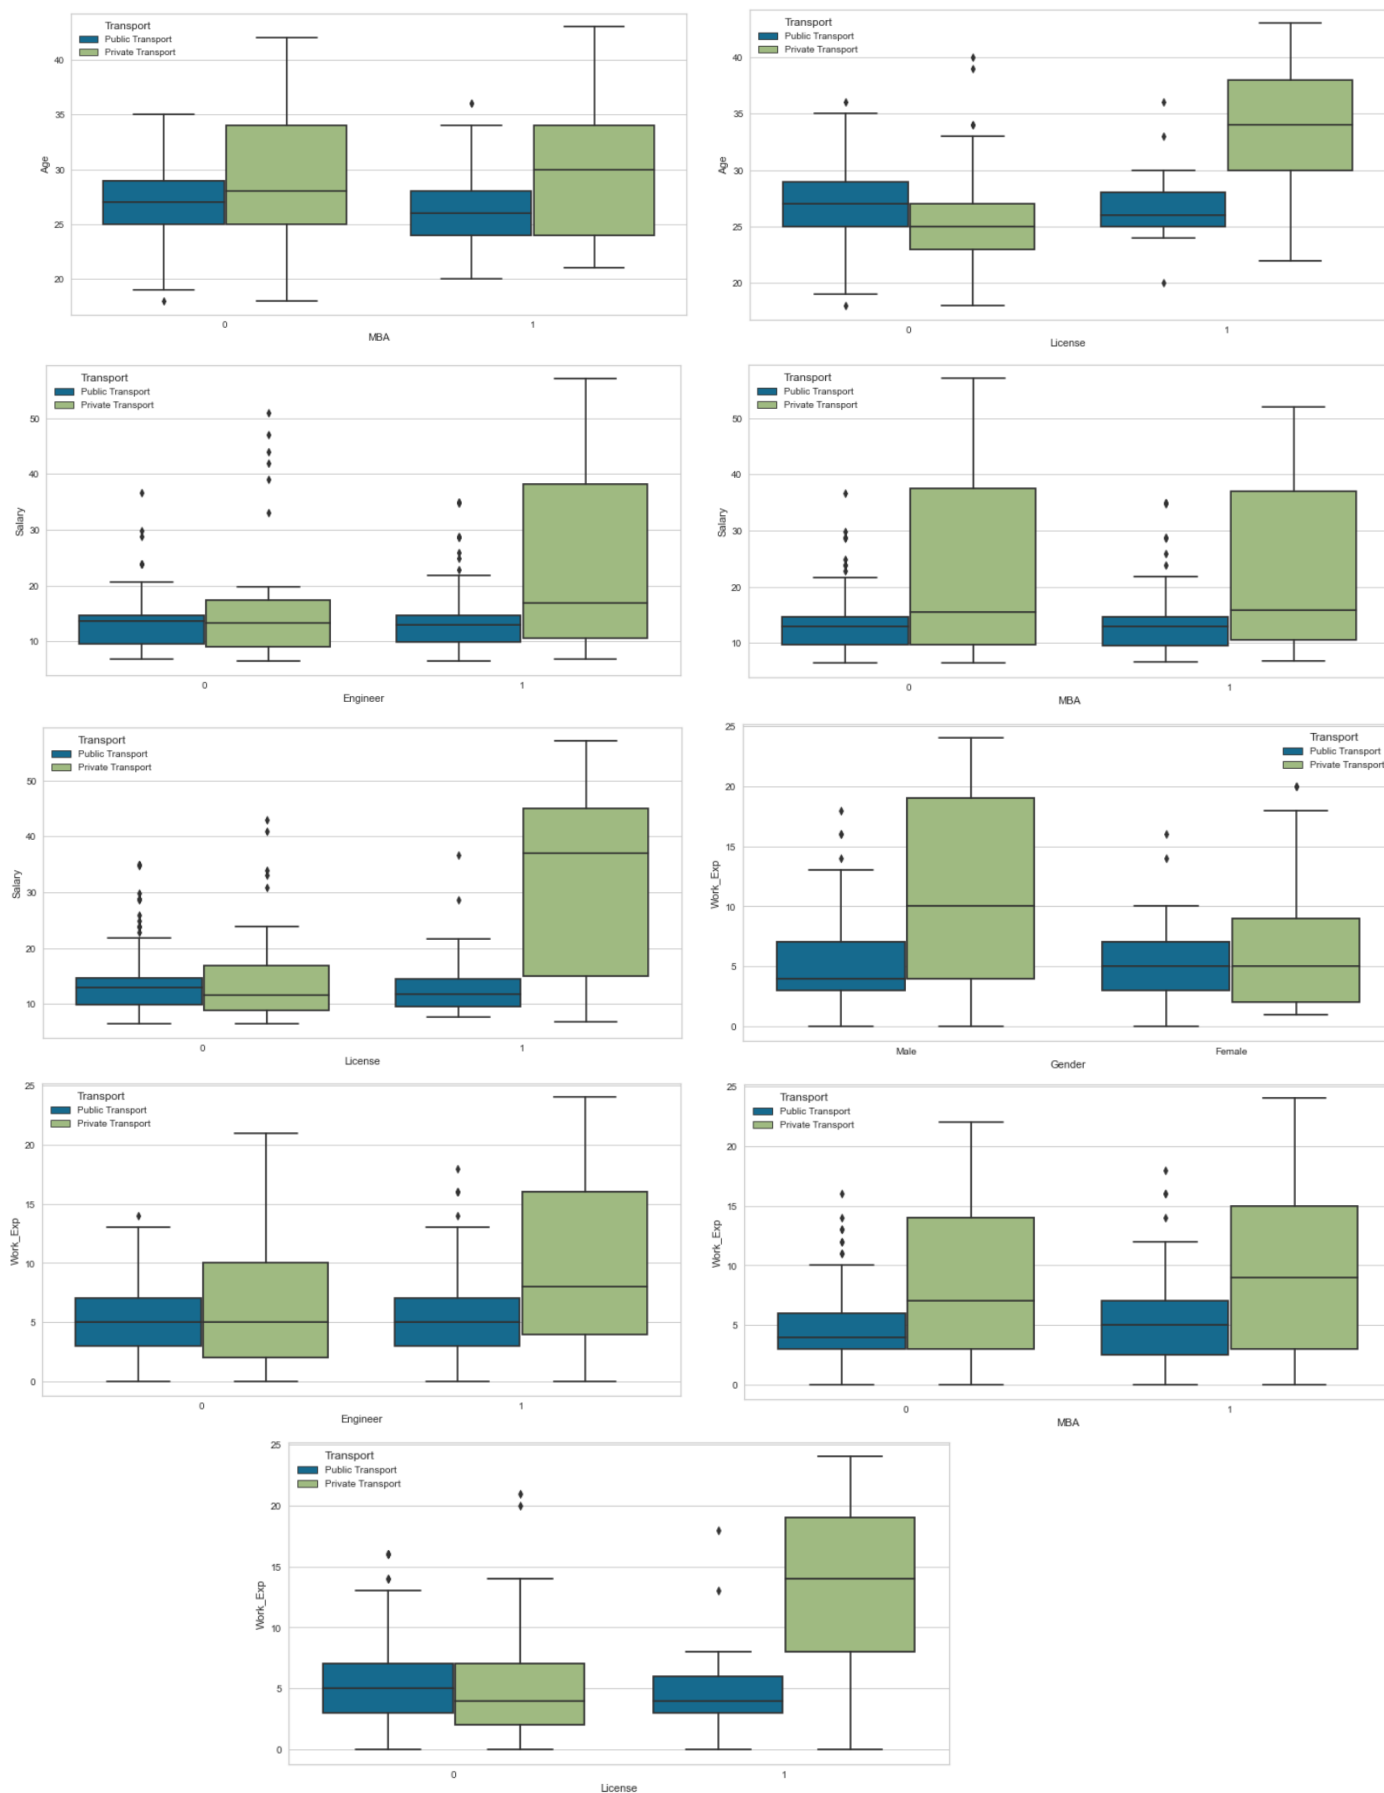 Transport
Public Transport
Private Transport
40
35
30
25
20
Age
0 1
MBA
Transport
Public Transport
Private Transport
40
35
30
25
20
Age
0 1
License
Transport
Public Transport
Private Transport
50
40
30
20
10
Salary
0 1
Engineer
Transport
Public Transport
Private Transport
50
40
30
20
10
Salary
0 1
MBA
Transport
Public Transport
Private Transport
50
40
30
20
10
Salary
0 1
License
Transport
Public Transport
Private Transport
25
20
15
10
5
0
Work_Exp
Male Female
Gender
Transport
Public Transport
Private Transport
25
20
15
10
5
0
Work_Exp
0 1
Engineer
Transport
Public Transport
Private Transport
25
20
15
10
5
0
Work_Exp
0 1
MBA
Transport
Public Transport
Private Transport
25
20
15
10
5
0
Work_Exp
0 1
License